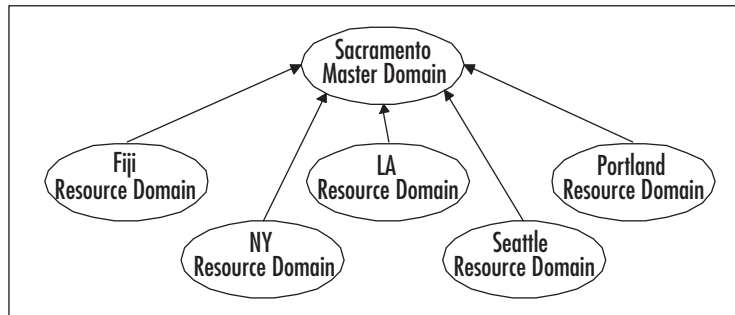 Sacramento
Master Domain
Fiji
Resource Domain
LA
Resource Domain
Portland
Resource Domain
NY
Resource Domain
Seattle
Resource Domain